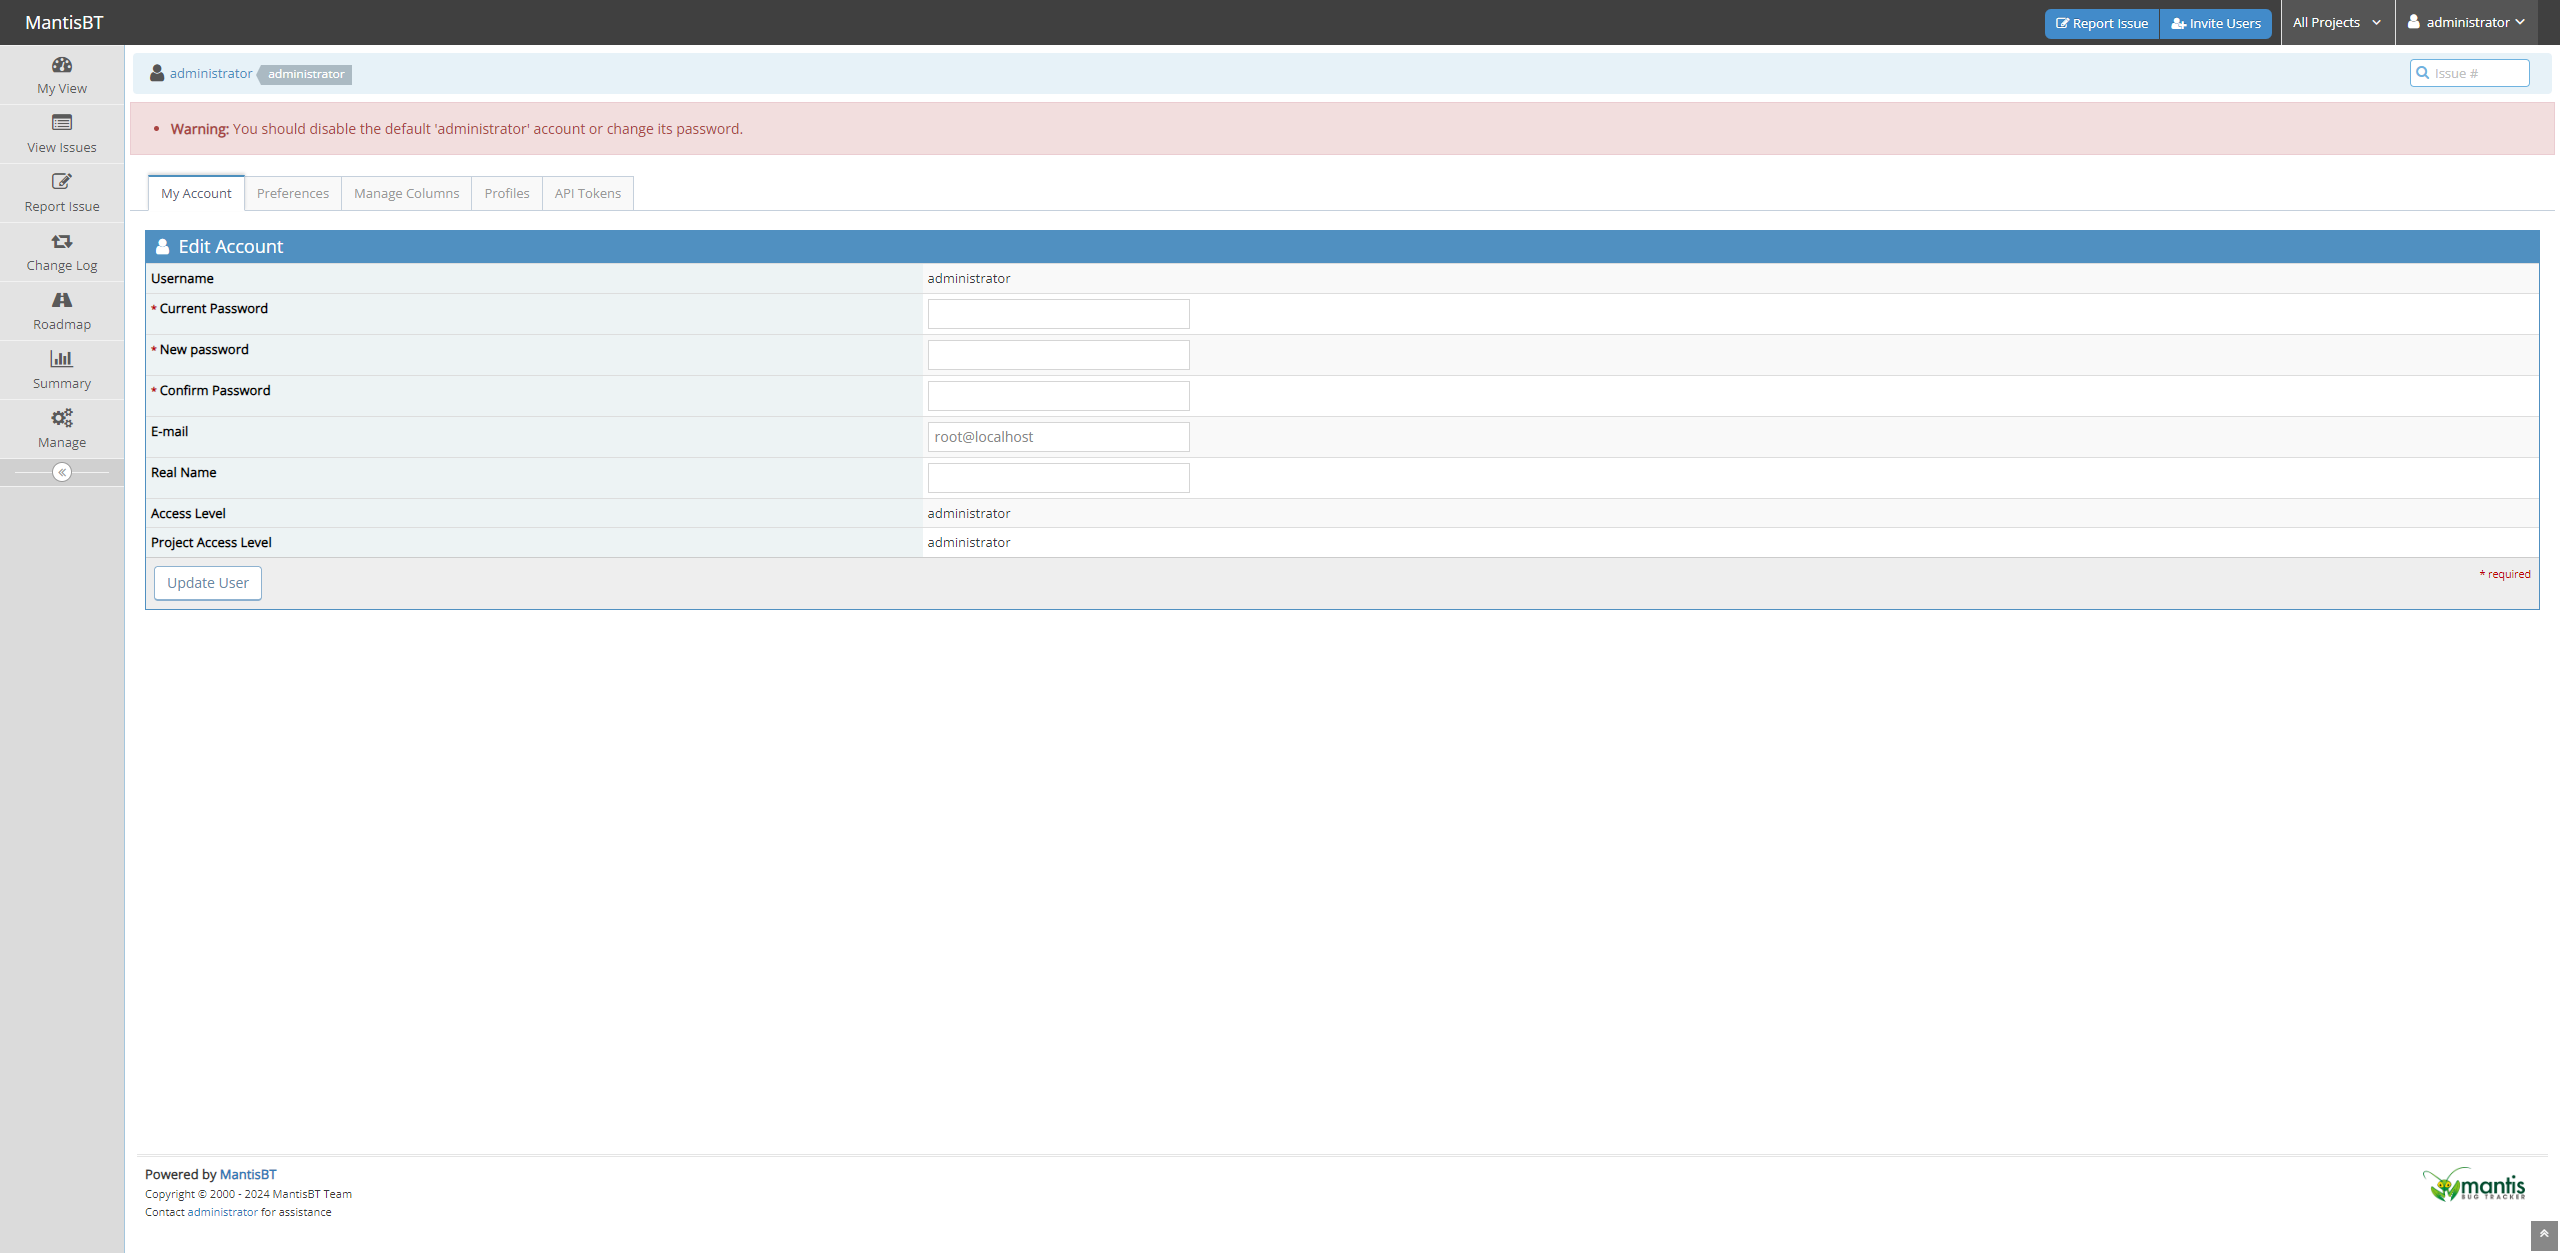 MantisBT
Report Issue
Invite Users
All Projects
administrator
My View
View Issues
Report Issue
Change Log
Roadmap
Summary
Manage
administrator administrator
Issue #
Warning: You should disable the default 'administrator' account or change its password.
My Account
Preferences
Manage Columns
Profiles
API Tokens
Edit Account
Username administrator
* Current Password
* New password
* Confirm Password
E-mail root@localhost
Real Name
Access Level administrator
Project Access Level administrator
Update User
* required
Powered by MantisBT
Copyright © 2000 - 2024 MantisBT Team
Contact administrator for assistance
mantis
BUG TRACKER